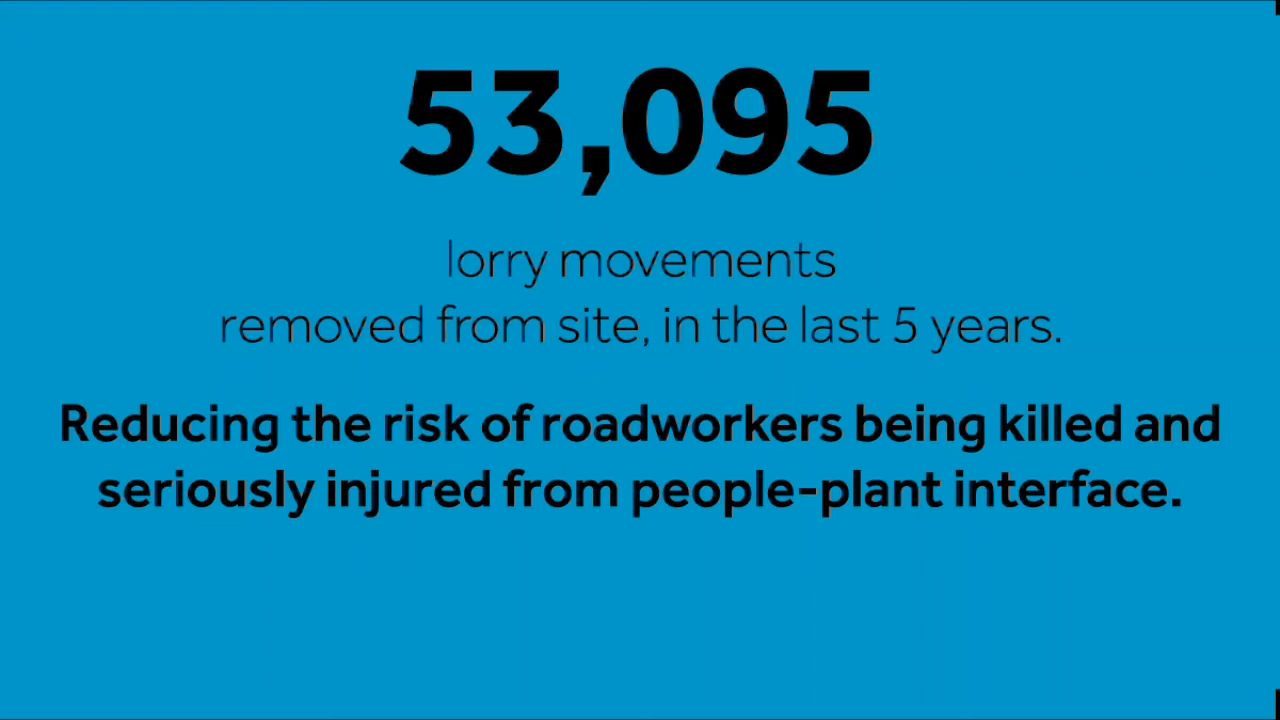 53,095
lorry movements
removed from site, in the last 5 years.
Reducing the risk of roadworkers being killed and
seriously injured from people-plant interface.